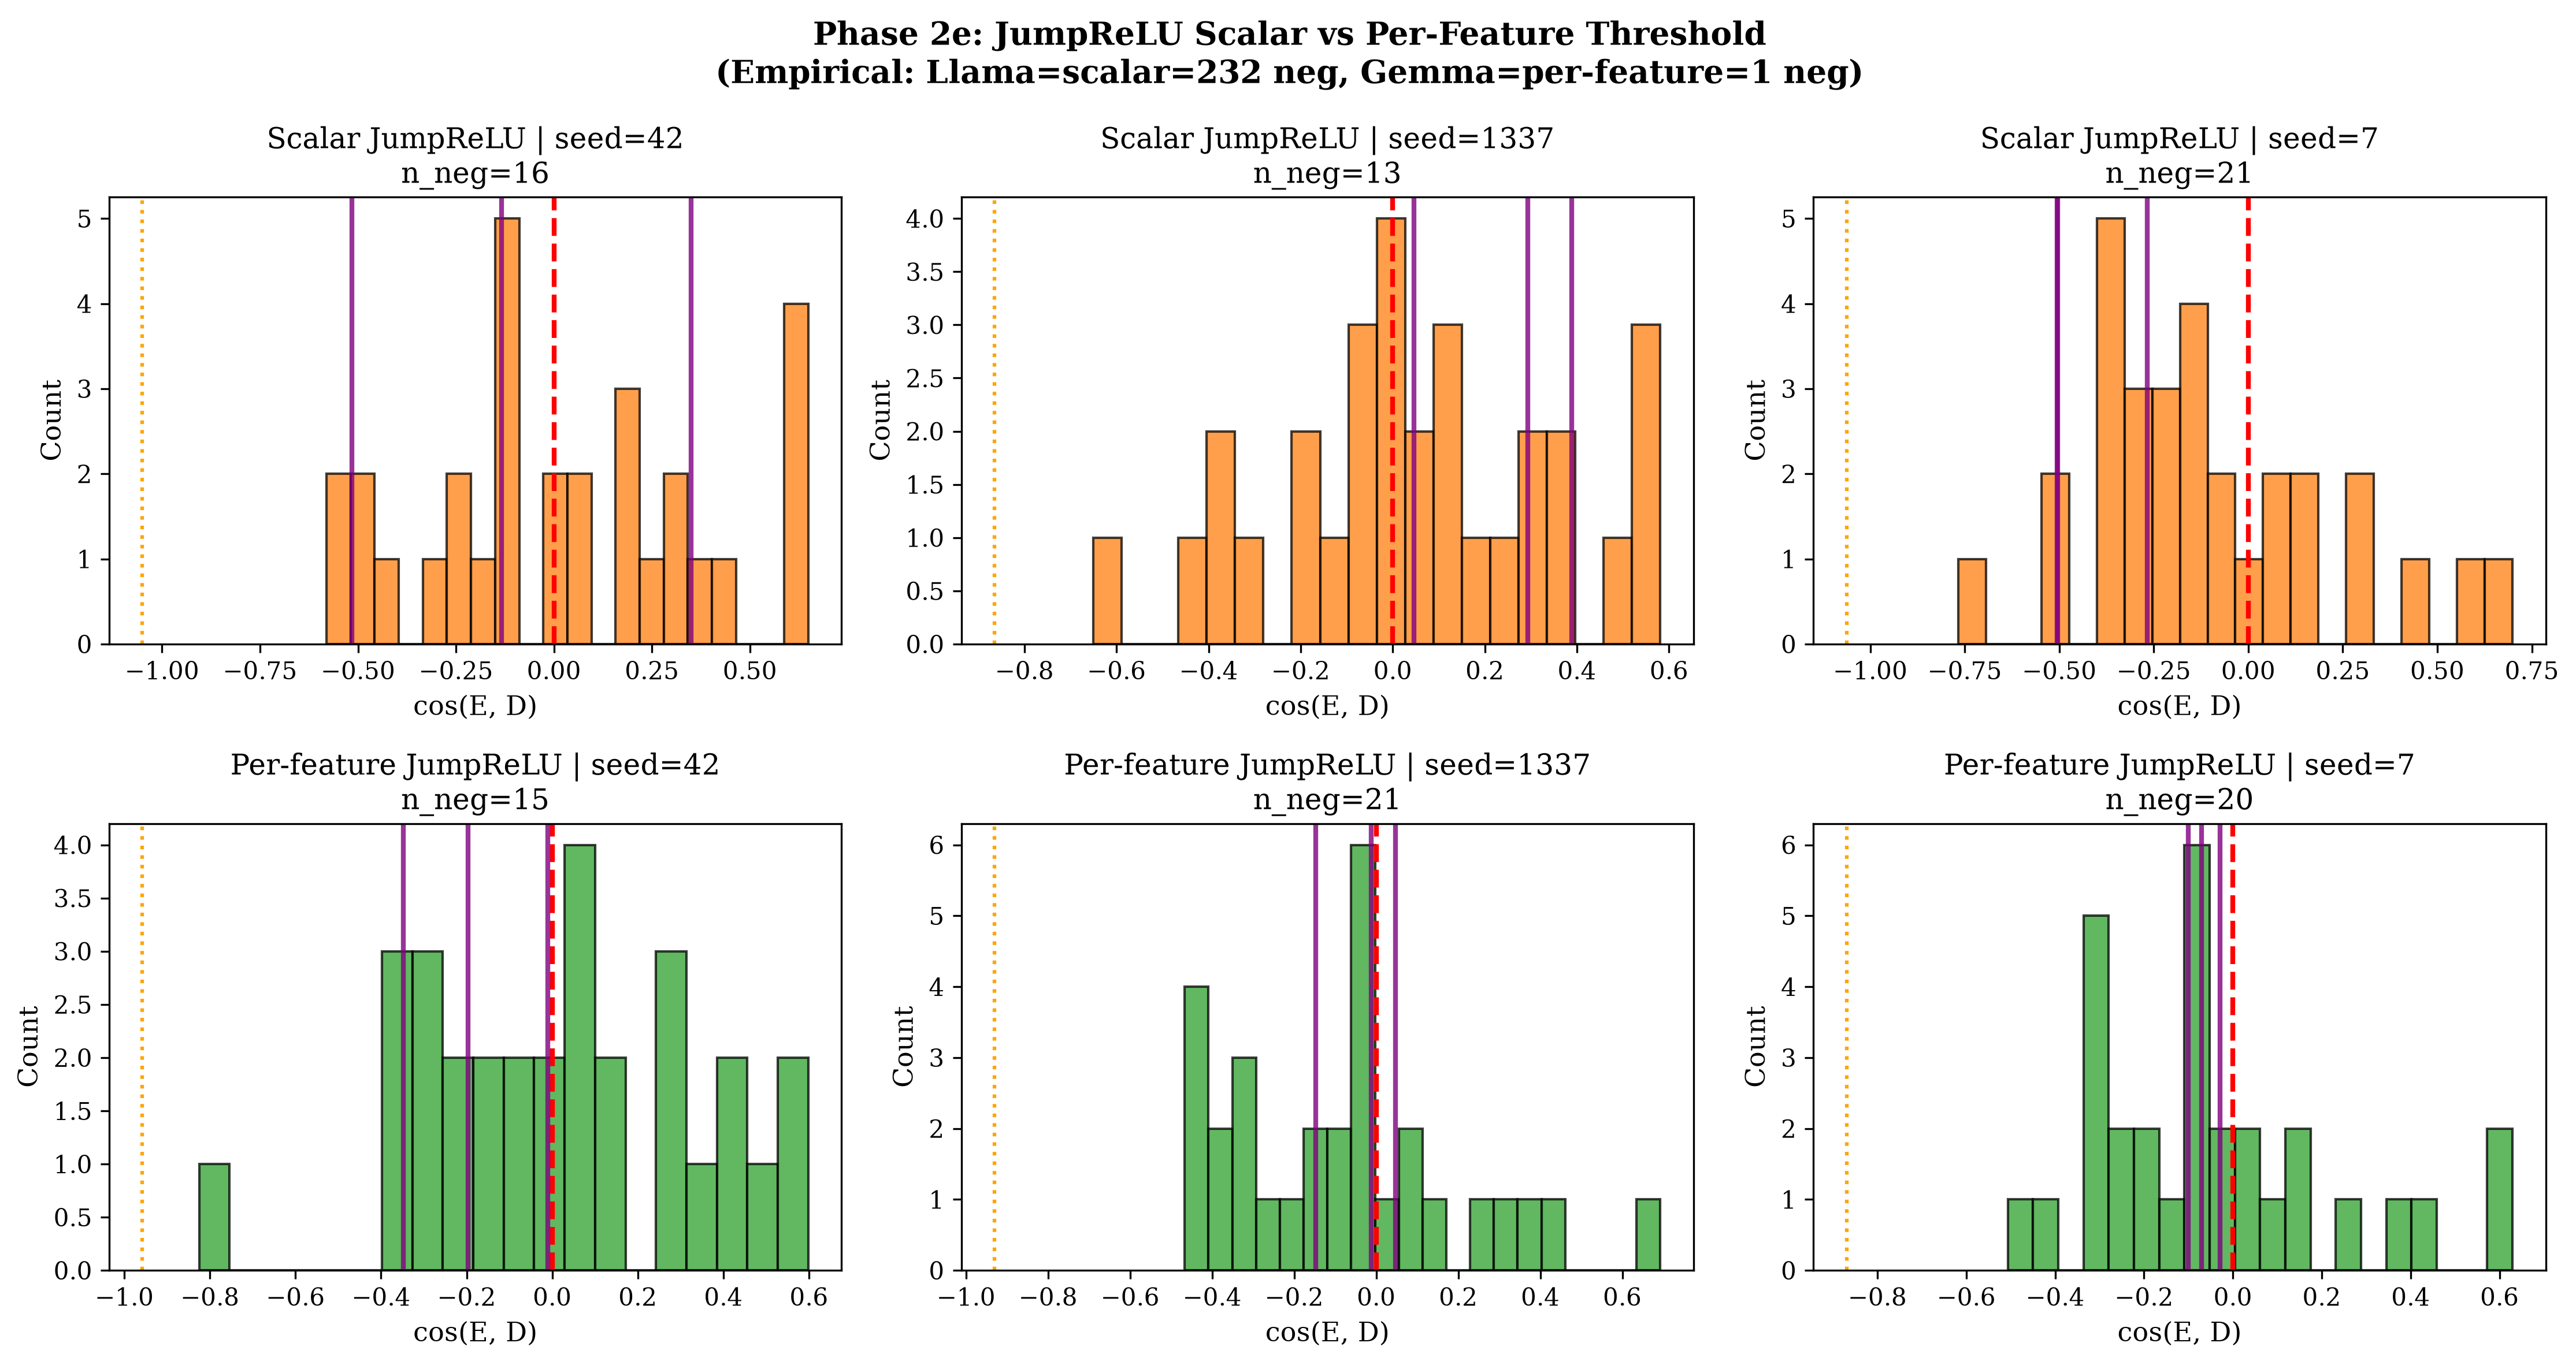 Phase 2e: JumpReLU Scalar vs Per-Feature Threshold
(Empirical: Llama=scalar=232 neg, Gemma=per-feature=1 neg)
Scalar JumpReLU | seed=42
n_neg=16
5
4
3
2
1
0
Count
−1.00 −0.75 −0.50 −0.25 0.00 0.25 0.50
cos(E, D)
Scalar JumpReLU | seed=1337
n_neg=13
4.0
3.5
3.0
2.5
2.0
1.5
1.0
0.5
0.0
Count
−0.8 −0.6 −0.4 −0.2 0.0 0.2 0.4 0.6
cos(E, D)
Scalar JumpReLU | seed=7
n_neg=21
5
4
3
2
1
0
Count
−1.00 −0.75 −0.50 −0.25 0.00 0.25 0.50 0.75
cos(E, D)
Per-feature JumpReLU | seed=42
n_neg=15
4.0
3.5
3.0
2.5
2.0
1.5
1.0
0.5
0.0
Count
−1.0 −0.8 −0.6 −0.4 −0.2 0.0 0.2 0.4 0.6
cos(E, D)
Per-feature JumpReLU | seed=1337
n_neg=21
6
5
4
3
2
1
0
Count
−1.0 −0.8 −0.6 −0.4 −0.2 0.0 0.2 0.4 0.6
cos(E, D)
Per-feature JumpReLU | seed=7
n_neg=20
6
5
4
3
2
1
0
Count
−0.8 −0.6 −0.4 −0.2 0.0 0.2 0.4 0.6
cos(E, D)